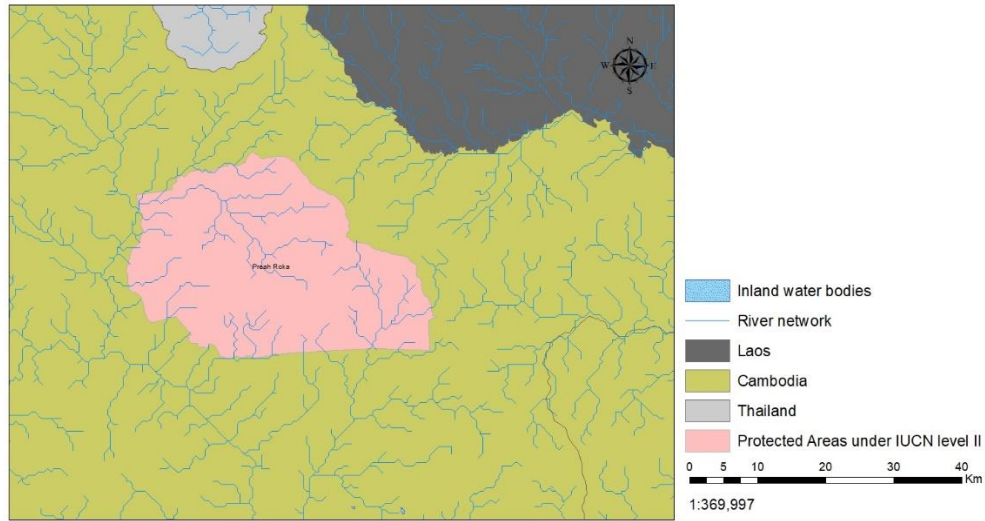 N
W E
S
Preah Roka
Inland water bodies
River network
Laos
Cambodia
Thailand
Protected Areas under IUCN level II
0 5 10 20 30 40
Km
1:369,997